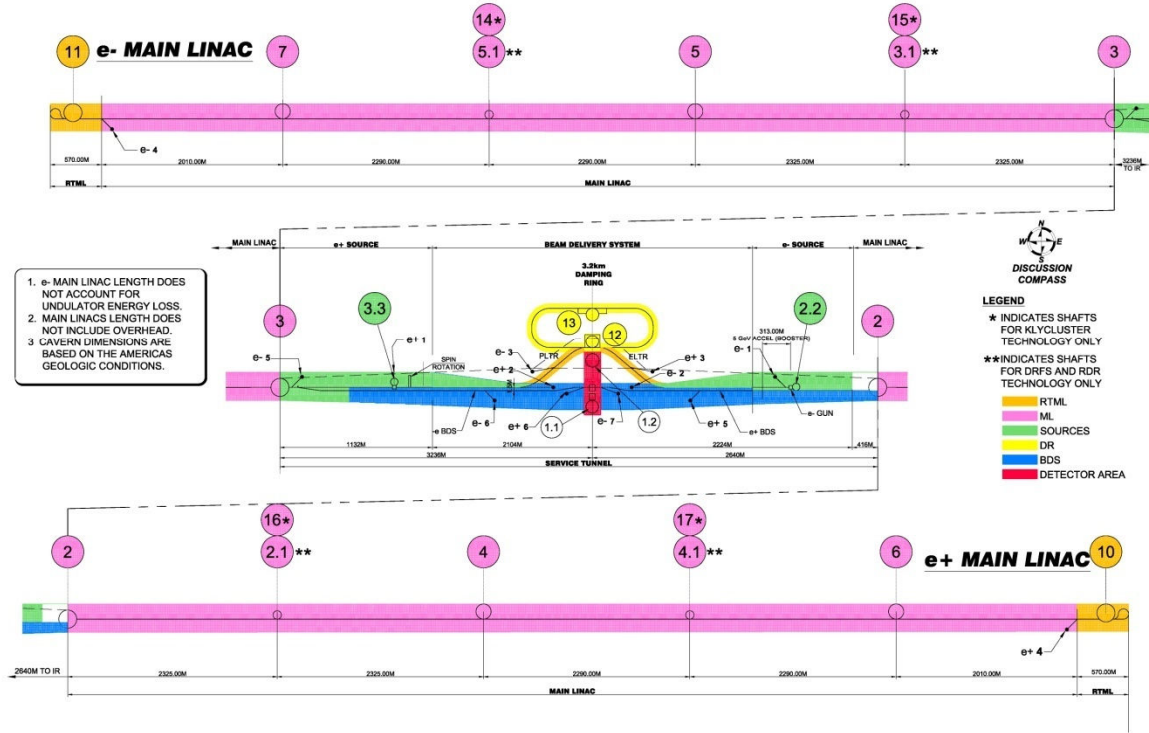 14*
15*
11 e- MAIN LINAC 7 5.1** 5 3.1** 3
e- 4
570.00M 2010.00M 2290.00M 2290.00M 2325.00M 2325.00M 3236M
TO IR
RTML MAIN LINAC
MAIN LINAC e+ SOURCE BEAM DELIVERY SYSTEM e- SOURCE MAIN LINAC
3.2km
DAMPING
RING
N
W E
S
DISCUSSION
COMPASS
1. e- MAIN LINAC LENGTH DOES
NOT ACCOUNT FOR
UNDULATOR ENERGY LOSS.
2. MAIN LINACS LENGTH DOES
NOT INCLUDE OVERHEAD.
3 CAVERN DIMENSIONS ARE
BASED ON THE AMERICAS
GEOLOGIC CONDITIONS.
3 3.3 13 12 2.2 2
e+ 1
e- 5
SPIN
ROTATION
e- 3 PLTR ELTR e+ 3
e+ 2 e- 2
e- 1
313.00M
5 GeV ACCEL (BOOSTER)
e- GUN
e BDS e- 6 e+ 6 1.1 e- 7 1.2 e+ 5 e+ BDS
1132M 2104M 2224M 416M
3236M 2640M
SERVICE TUNNEL
LEGEND
* INDICATES SHAFTS
FOR KLYCLUSTER
TECHNOLOGY ONLY
**INDICATES SHAFTS
FOR DRFS AND RDR
TECHNOLOGY ONLY
RTML
ML
SOURCES
DR
BDS
DETECTOR AREA
16*
17*
2 2.1** 4 4.1** 6 e+ MAIN LINAC 10
e+ 4
2640M TO IR 2325.00M 2325.00M 2290.00M 2290.00M 2010.00M 570.00M
MAIN LINAC RTML